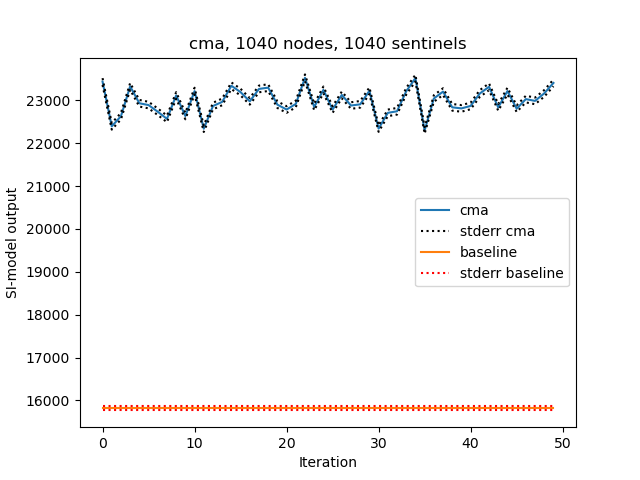 cma, 1040 nodes, 1040 sentinels
SI-model output
23000
22000
21000
20000
19000
18000
17000
16000
cma
stderr cma
baseline
stderr baseline
0 10 20 30 40 50
Iteration